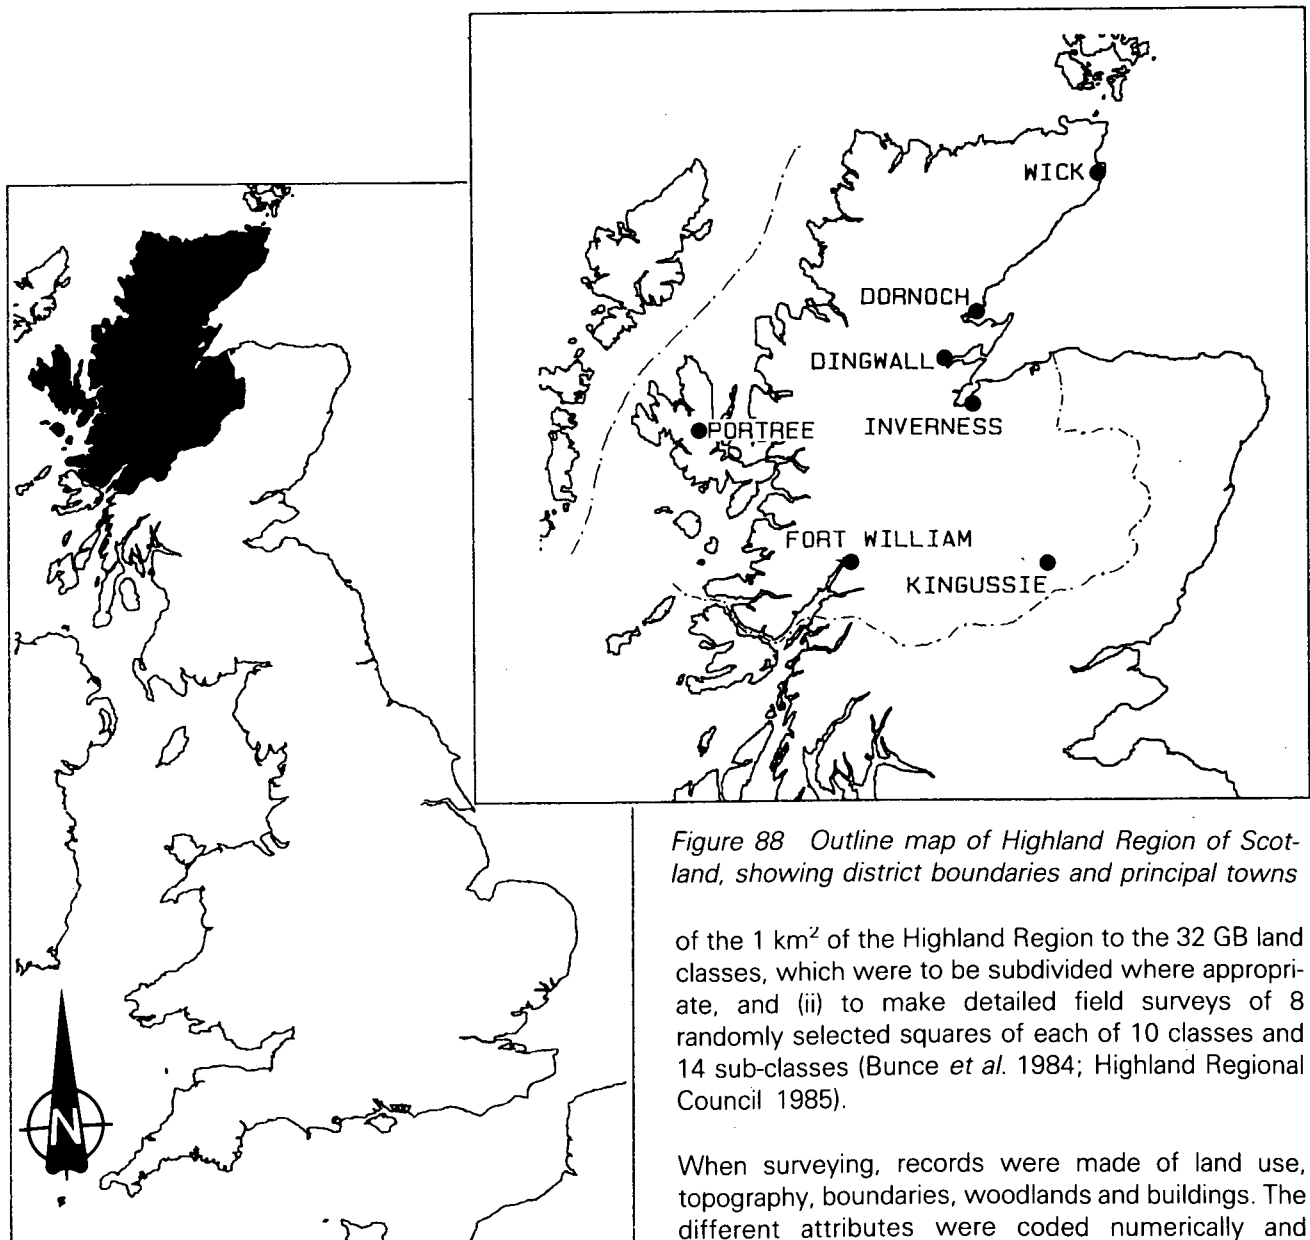 WICK
DORNOCH
DINGWALL
INVERNESS
PORTREE
FORT WILLIAM
KINGUSSIE
N
Figure 88 Outline map of Highland Region of Scot-
land, showing district boundaries and principal towns
of the 1 km² of the Highland Region to the 32 GB land
classes, which were to be subdivided where appropri-
ate, and (ii) to make detailed field surveys of 8
randomly selected squares of each of 10 classes and
14 sub-classes (Bunce et al. 1984; Highland Regional
Council 1985).
When surveying, records were made of land use,
topography, boundaries, woodlands and buildings. The
different attributes were coded numerically and